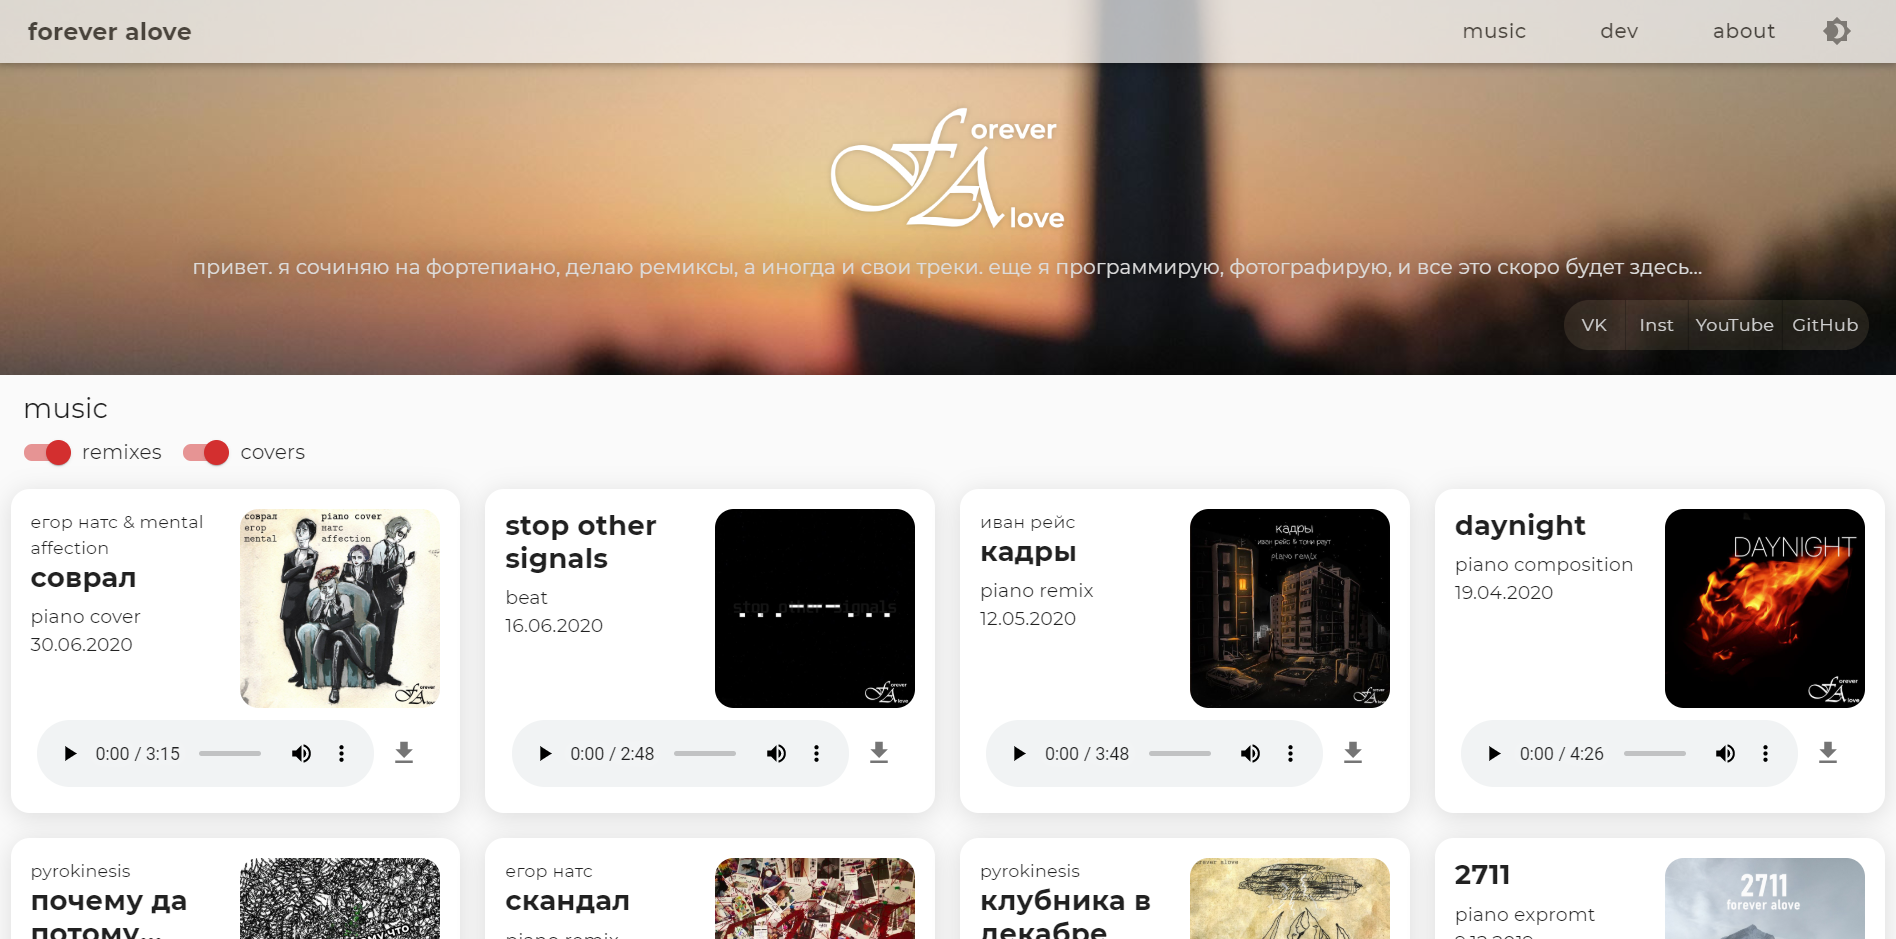 forever alove
music
dev
about
forever
Alove
привет. я сочиняю на фортепиано, делаю ремиксы, а иногда и свои треки. еще я программирую, фотографирую, и все это скоро будет здесь...
VK
Inst
YouTube
GitHub
music
remixes
covers
егор натс & mental
affection
соврал
piano cover
30.06.2020
соврал piano cover
егор натс
mental affection
0:00 / 3:15
stop other
signals
beat
16.06.2020
stop other signals
0:00 / 2:48
иван рейс
кадры
piano remix
12.05.2020
кадры
иван рейс & тони раут
piano remix
0:00 / 3:48
daynight
piano composition
19.04.2020
DAYNIGHT
0:00 / 4:26
pyrokinesis
почему да
потому...
егор натс
скандал
piano remix
pyrokinesis
клубника в
декабре
forever alove
2711
piano expromt
2711
forever alove